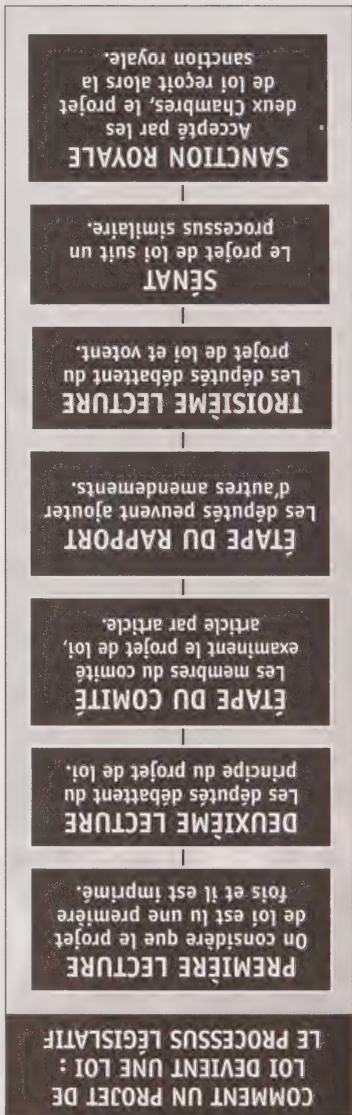 COMMENT UN PROJET DE
LOI DEVIENT UNE LOI :
LE PROCESSUS LÉGISLATIF
PREMIÈRE LECTURE
On considère que le projet
de loi est lu une première
fois et il est imprimé.
DEUXIÈME LECTURE
Les députés débattent du
principe du projet de loi.
ÉTAPE DU COMITÉ
Les membres du comité
examinent le projet de loi,
article par article.
ÉTAPE DU RAPPORT
Les députés peuvent ajouter
d'autres amendements.
TROISIÈME LECTURE
Les députés débattent du
projet de loi et votent.
SÉNAT
Le projet de loi suit un
processus similaire.
SANCTION ROYALE
Accepté par les
deux Chambres, le projet
de loi reçoit alors la
sanction royale.